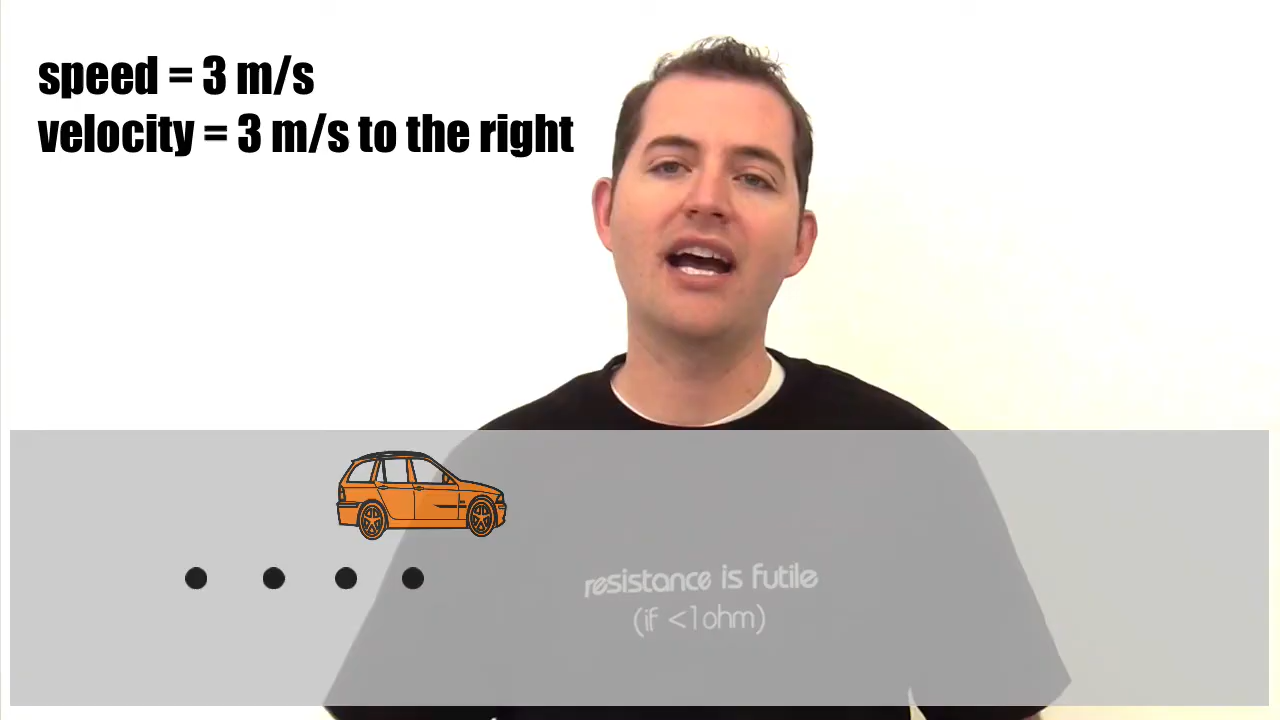 speed = 3 m/s
velocity = 3 m/s to the right
resistance is futile
(if <1ohm)